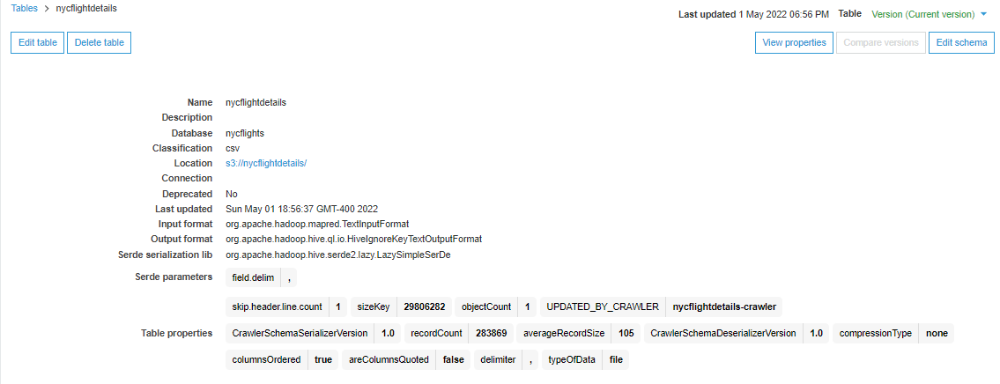 Tables > nycflightdetails
Last updated 1 May 2022 06:56 PM Table Version (Current version)
Edit table Delete table View properties Compare versions Edit schema
Name nycflightdetails
Description
Database nycflights
Classification csv
Location s3://nycflightdetails/
Connection
Deprecated No
Last updated Sun May 01 18:56:37 GMT-400 2022
Input format org.apache.hadoop.mapred.TextInputFormat
Output format org.apache.hadoop.hive.ql.io.HiveIgnoreKeyTextOutputFormat
Serde serialization lib org.apache.hadoop.hive.serde2.lazy.LazySimpleSerDe
Serde parameters field.delim ,
skip.header.line.count 1 sizeKey 29806282 objectCount 1 UPDATED_BY_CRAWLER nycflightdetails-crawler
Table properties CrawlerSchemaSerializerVersion 1.0 recordCount 283869 averageRecordSize 105 CrawlerSchemaDeserializerVersion 1.0 compressionType none
columnsOrdered true areColumnsQuoted false delimiter , typeOfData file